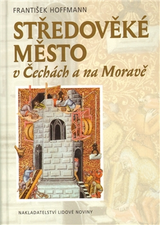 FRANTIŠEK HOFFMANN
STŘEDOVĚKÉ
MĚSTO
v Čechách a na Moravě
NAKLADATELSTVÍ LIDOVÉ NOVINY